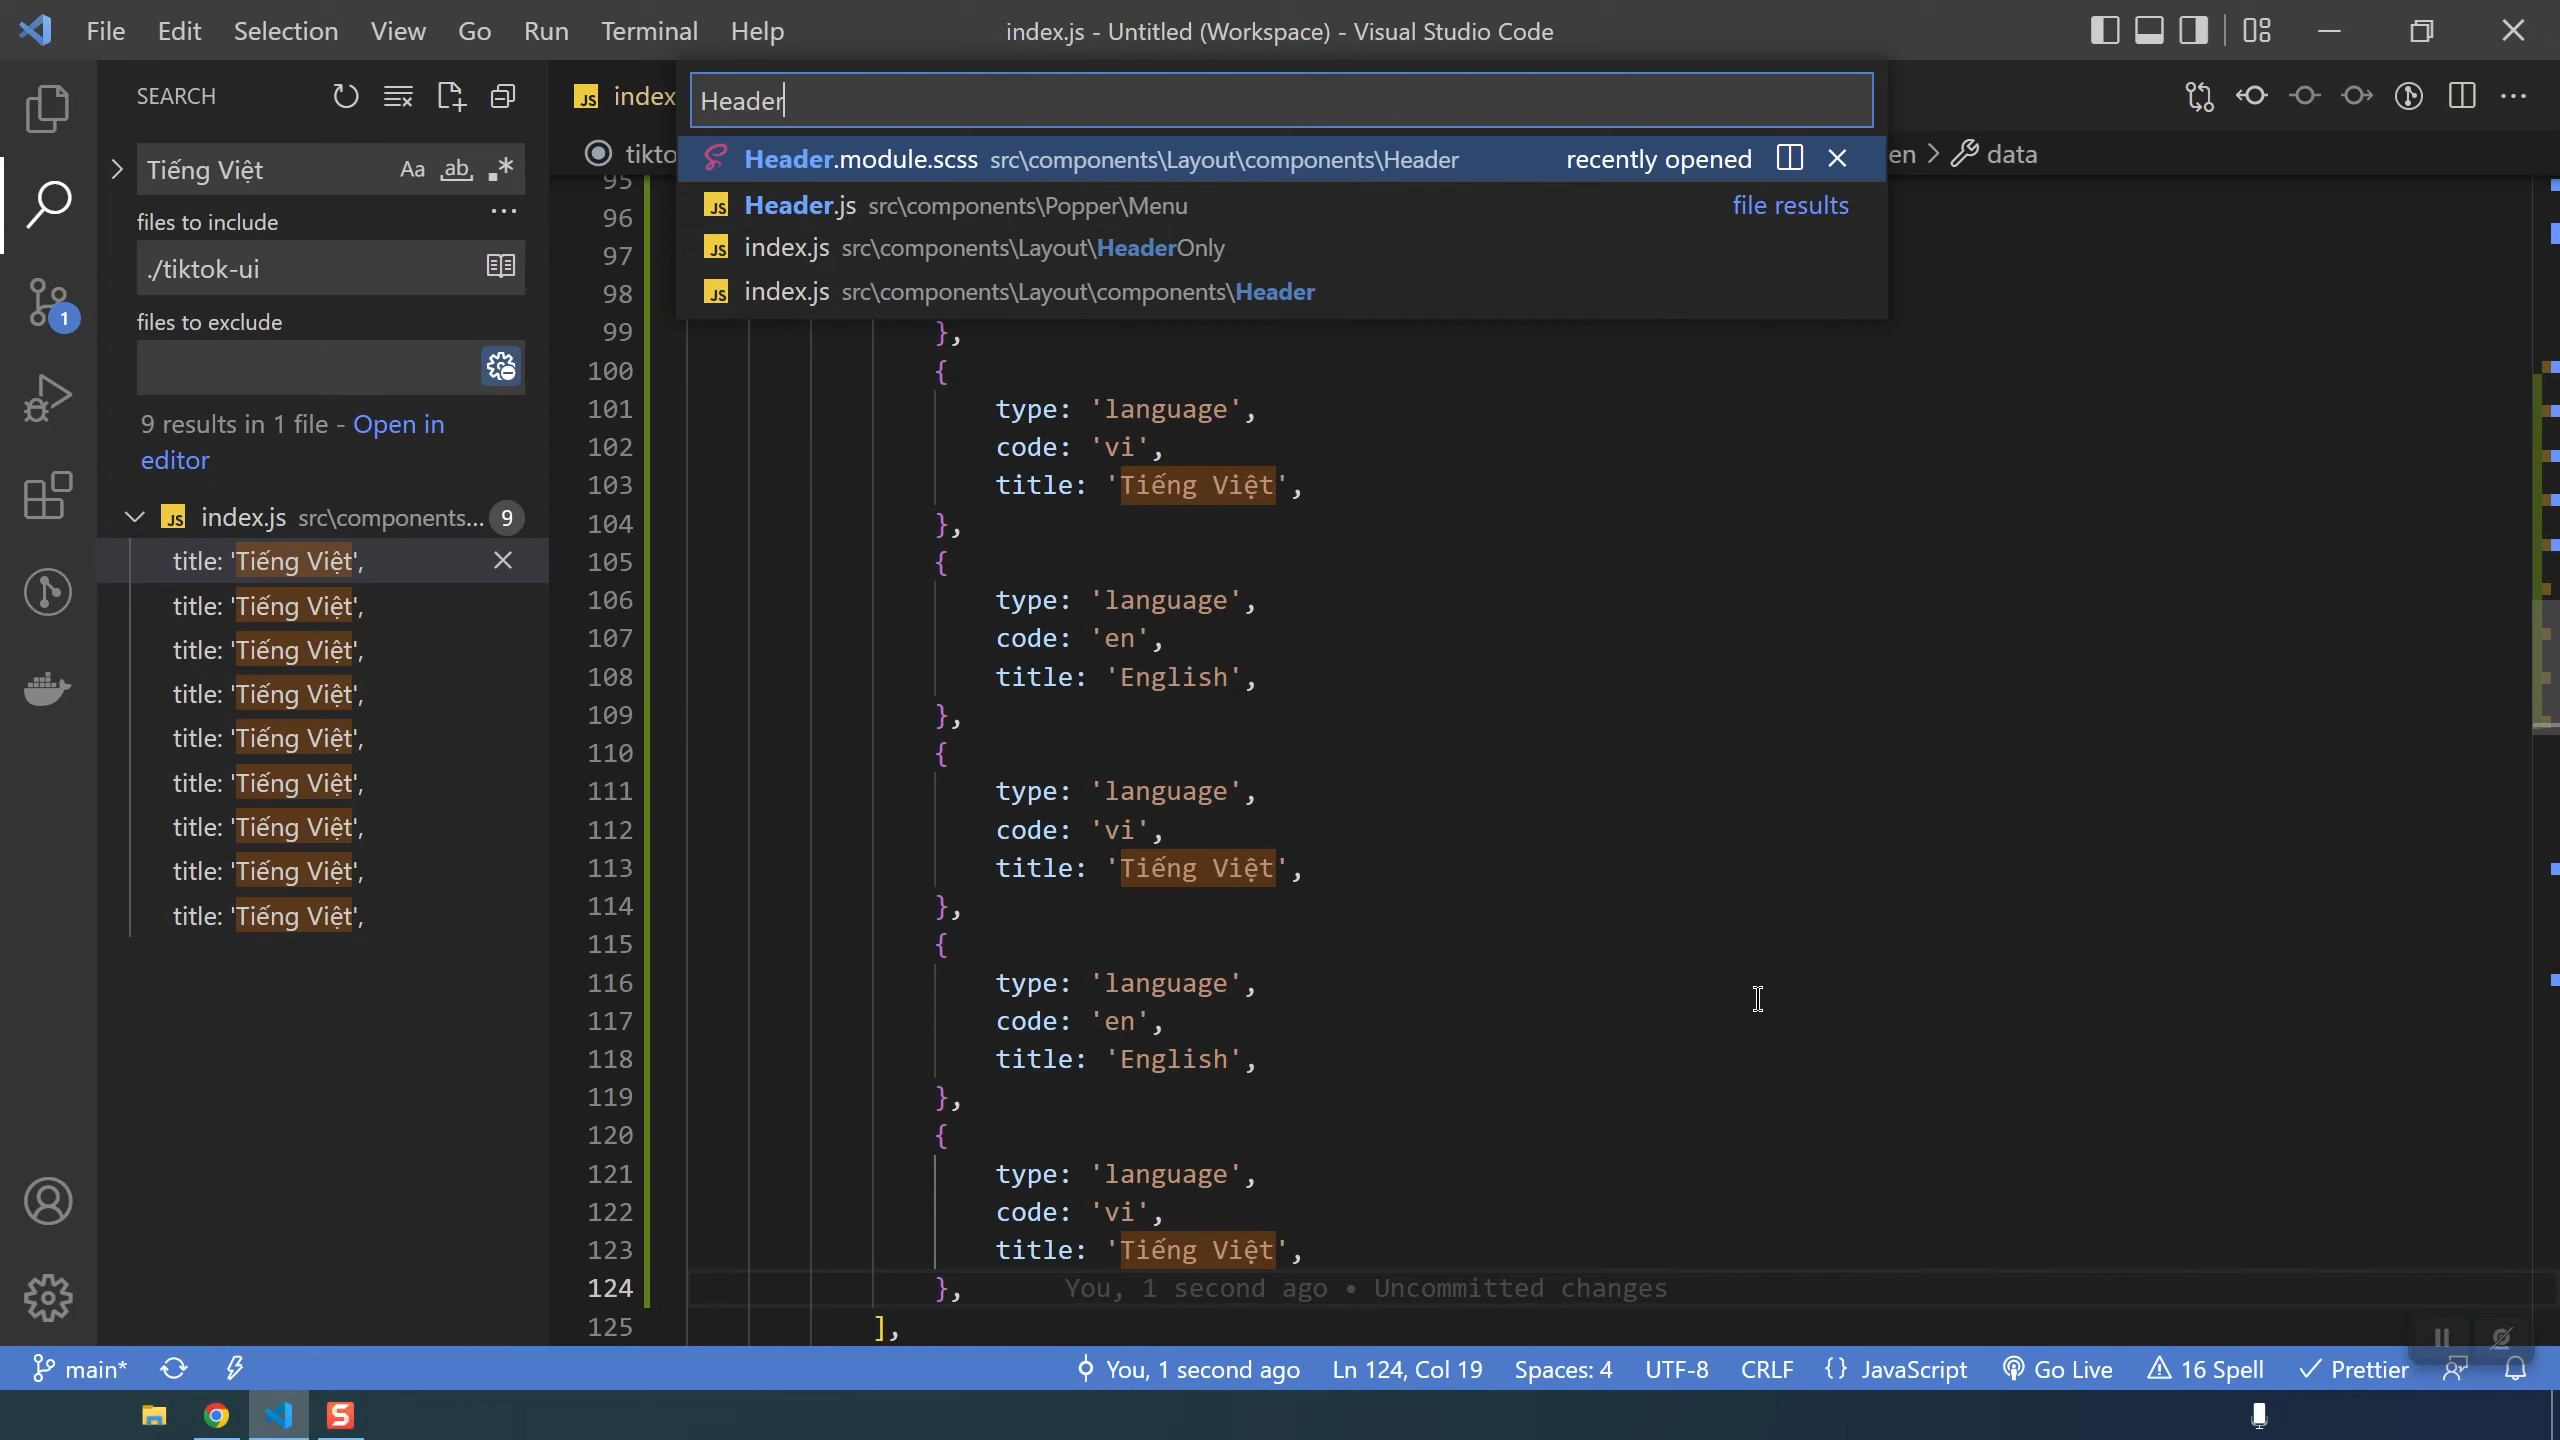 File Edit Selection View Go Run Terminal Help
index.js - Untitled (Workspace) - Visual Studio Code
SEARCH
Tiếng Việt
Aa ab .*
files to include
...
./tiktok-ui
files to exclude
9 results in 1 file - Open in
editor
JS index.js src\components... 9
title: 'Tiếng Việt',
title: 'Tiếng Việt',
title: 'Tiếng Việt',
title: 'Tiếng Việt',
title: 'Tiếng Việt',
title: 'Tiếng Việt',
title: 'Tiếng Việt',
title: 'Tiếng Việt',
title: 'Tiếng Việt',
1
JS index
Header
Header.module.scss src\components\Layout\components\Header recently opened
JS Header.js src\components\Popper\Menu file results
JS index.js src\components\Layout\HeaderOnly
JS index.js src\components\Layout\components\Header
tikto
en > data
95
96
97
98
99 },
100 {
101 type: 'language',
102 code: 'vi',
103 title: 'Tiếng Việt',
104 },
105 {
106 type: 'language',
107 code: 'en',
108 title: 'English',
109 },
110 {
111 type: 'language',
112 code: 'vi',
113 title: 'Tiếng Việt',
114 },
115 {
116 type: 'language',
117 code: 'en',
118 title: 'English',
119 },
120 {
121 type: 'language',
122 code: 'vi',
123 title: 'Tiếng Việt',
124 }, You, 1 second ago • Uncommitted changes
125 ],
main* You, 1 second ago Ln 124, Col 19 Spaces: 4 UTF-8 CRLF {} JavaScript Go Live 16 Spell Prettier